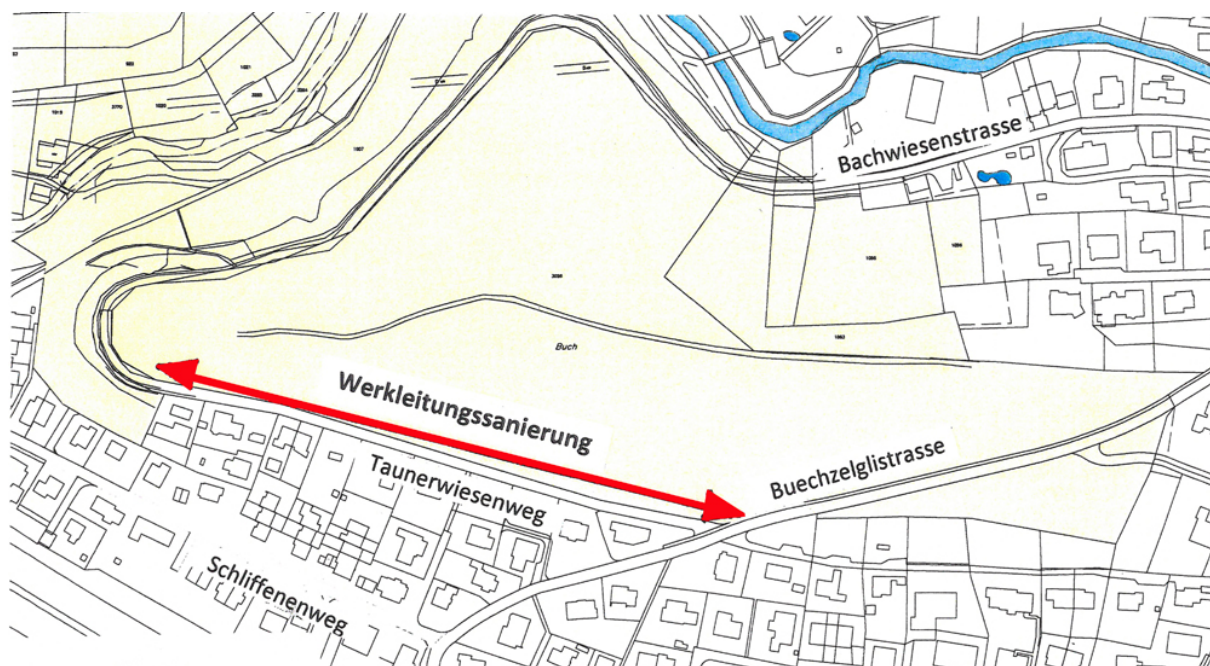 Bachwiesenstrasse
Buch
Werkleitungssanierung
Taunerwiesenweg
Buechzelglistrasse
Schliffenenweg